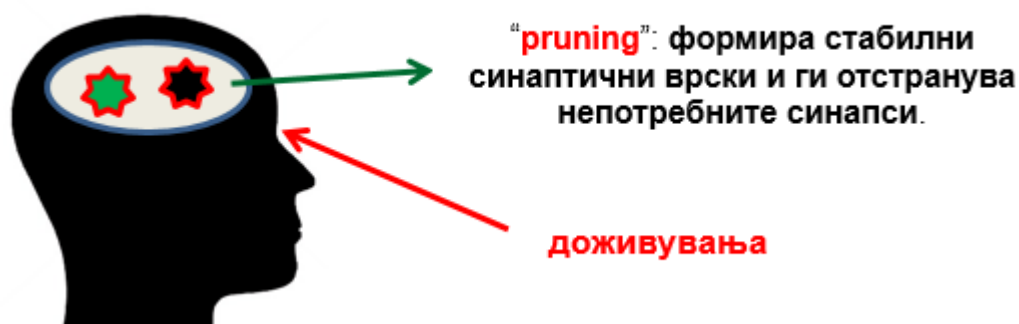 “pruning”: формира стабилни
синаптични врски и ги отстранува
непотребните синапси.
доживувања